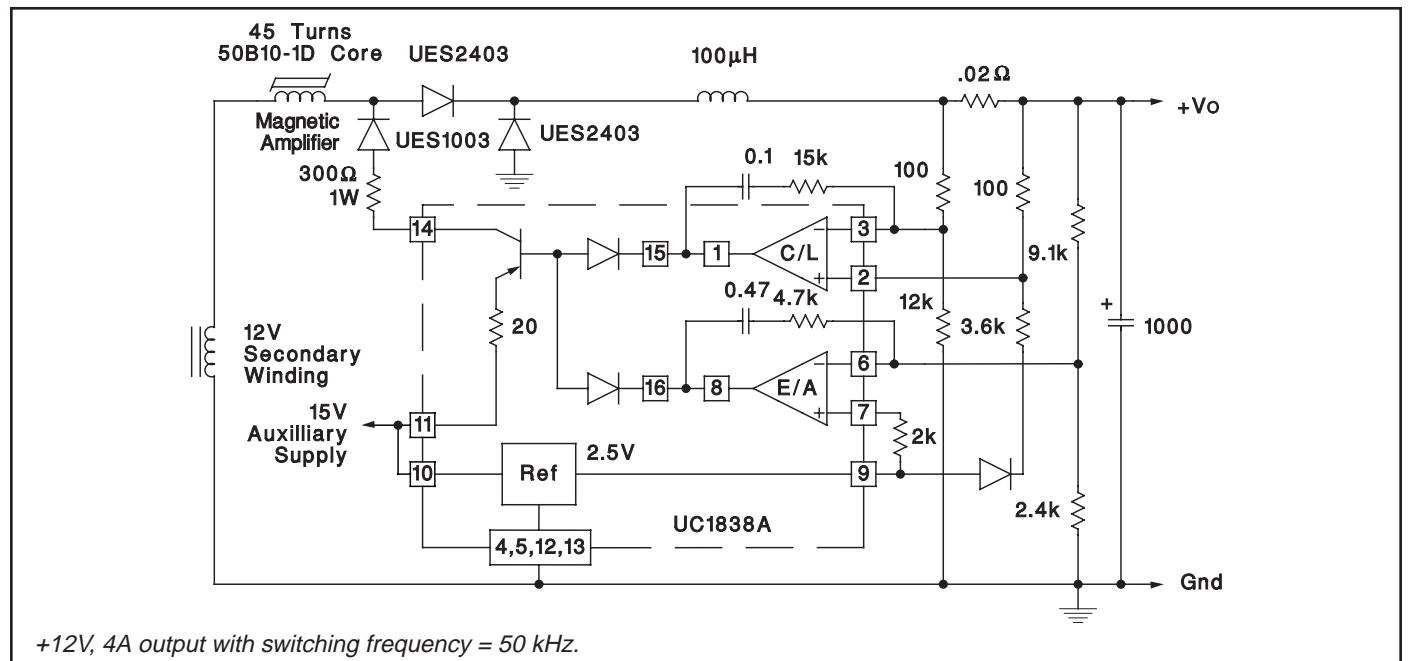 45 Turns
50B10-1D Core
UES2403
100µH
.02Ω
+Vo
Magnetic
Amplifier
UES1003
UES2403
300Ω
1W
0.1
15k
100
100
14
15
1
C/L
−
+
3
2
9.1k
12k
3.6k
+
1000
12V
Secondary
Winding
20
0.47
4.7k
16
8
E/A
−
+
6
7
2k
15V
Auxilliary
Supply
11
10
Ref
2.5V
9
2.4k
UC1838A
4,5,12,13
Gnd
+12V, 4A output with switching frequency = 50 kHz.